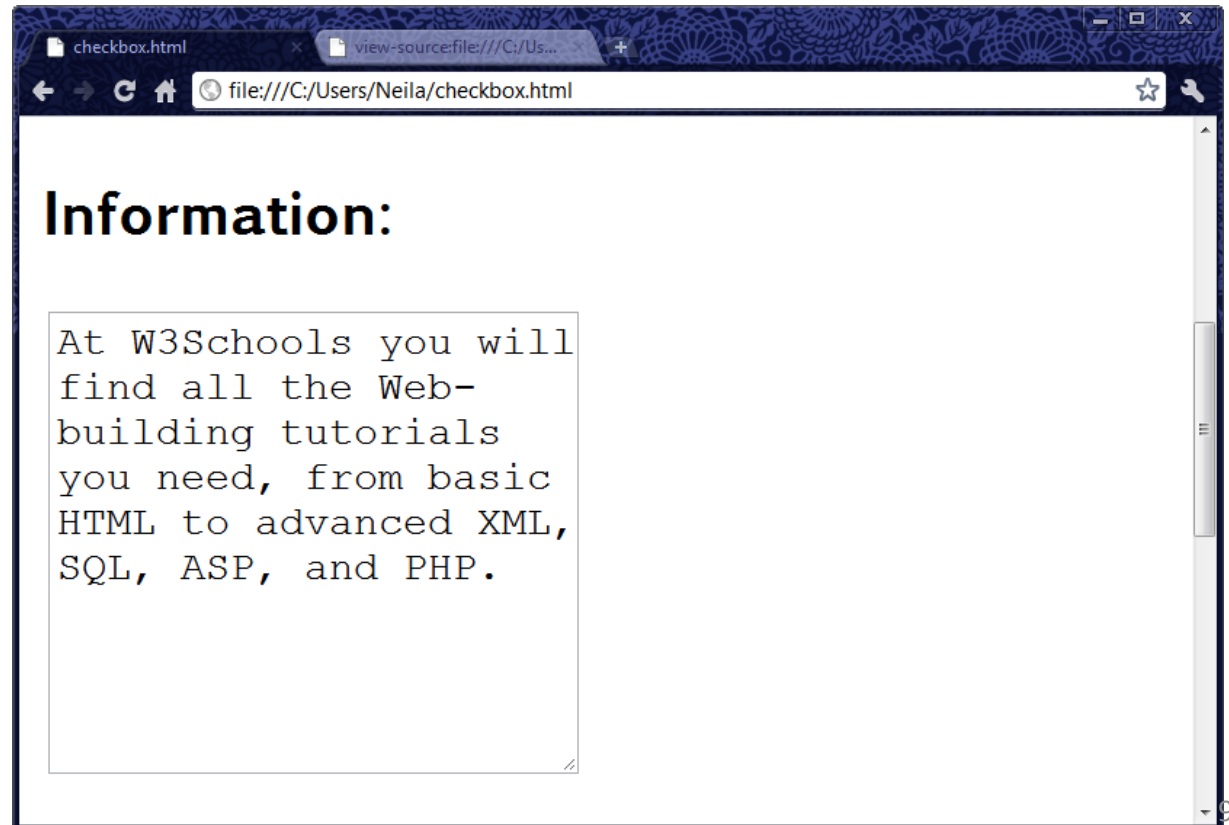 checkbox.html
view-source:file:///C:/Us...
file:///C:/Users/Neila/checkbox.html
Information:
At W3Schools you will
find all the Web-
building tutorials
you need, from basic
HTML to advanced XML,
SQL, ASP, and PHP.